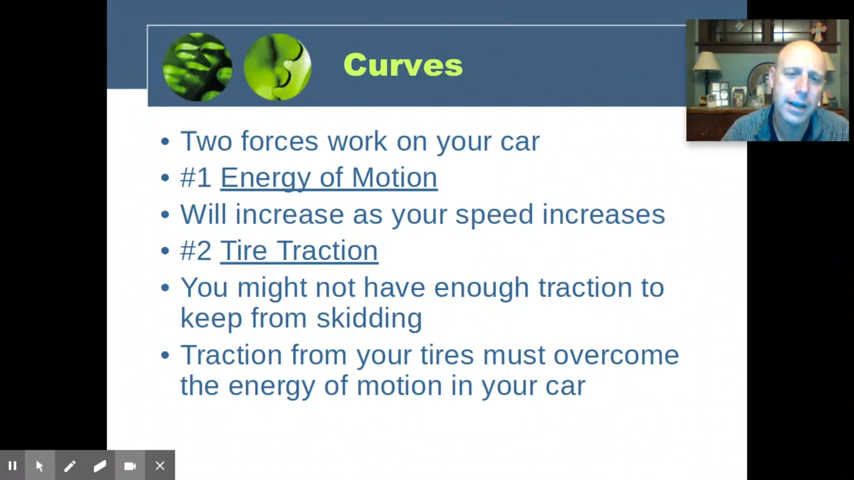 Curves
• Two forces work on your car
• #1 Energy of Motion
• Will increase as your speed increases
• #2 Tire Traction
• You might not have enough traction to
keep from skidding
• Traction from your tires must overcome
the energy of motion in your car